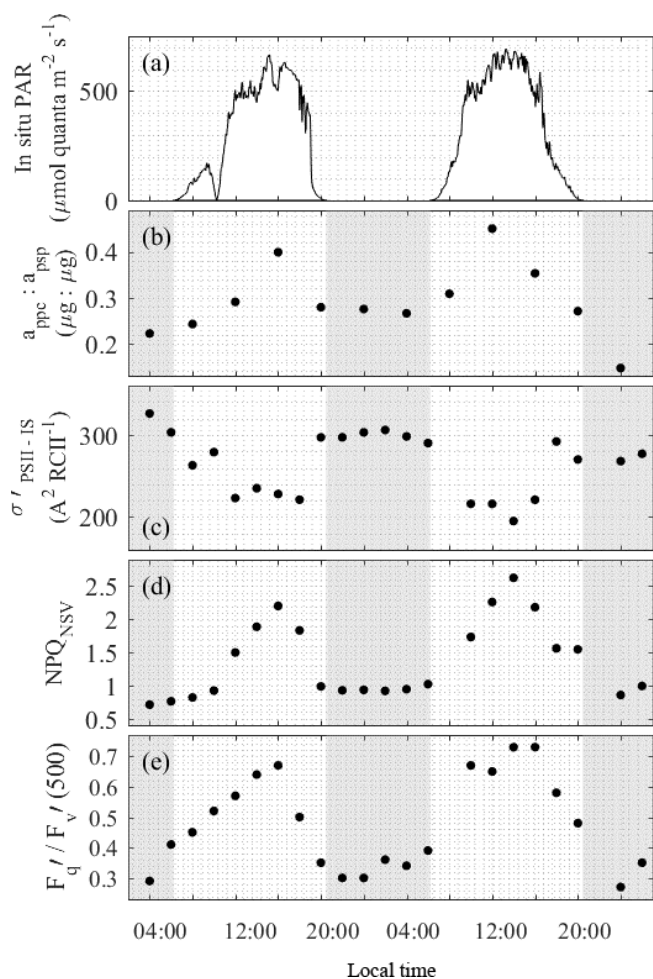 (a)
In situ PAR
(μmol quanta m⁻² s⁻¹)
500
0
(b)
a_ppc : a_psp
(μg : μg)
0.4
0.3
0.2
(c)
σ′_PSII - IS
(A² RCII⁻¹)
300
200
(d)
NPQ_NSV
2.5
2
1.5
1
0.5
(e)
F_q′ / F_v′ (500)
0.7
0.6
0.5
0.4
0.3
04:00 12:00 20:00 04:00 12:00 20:00
Local time